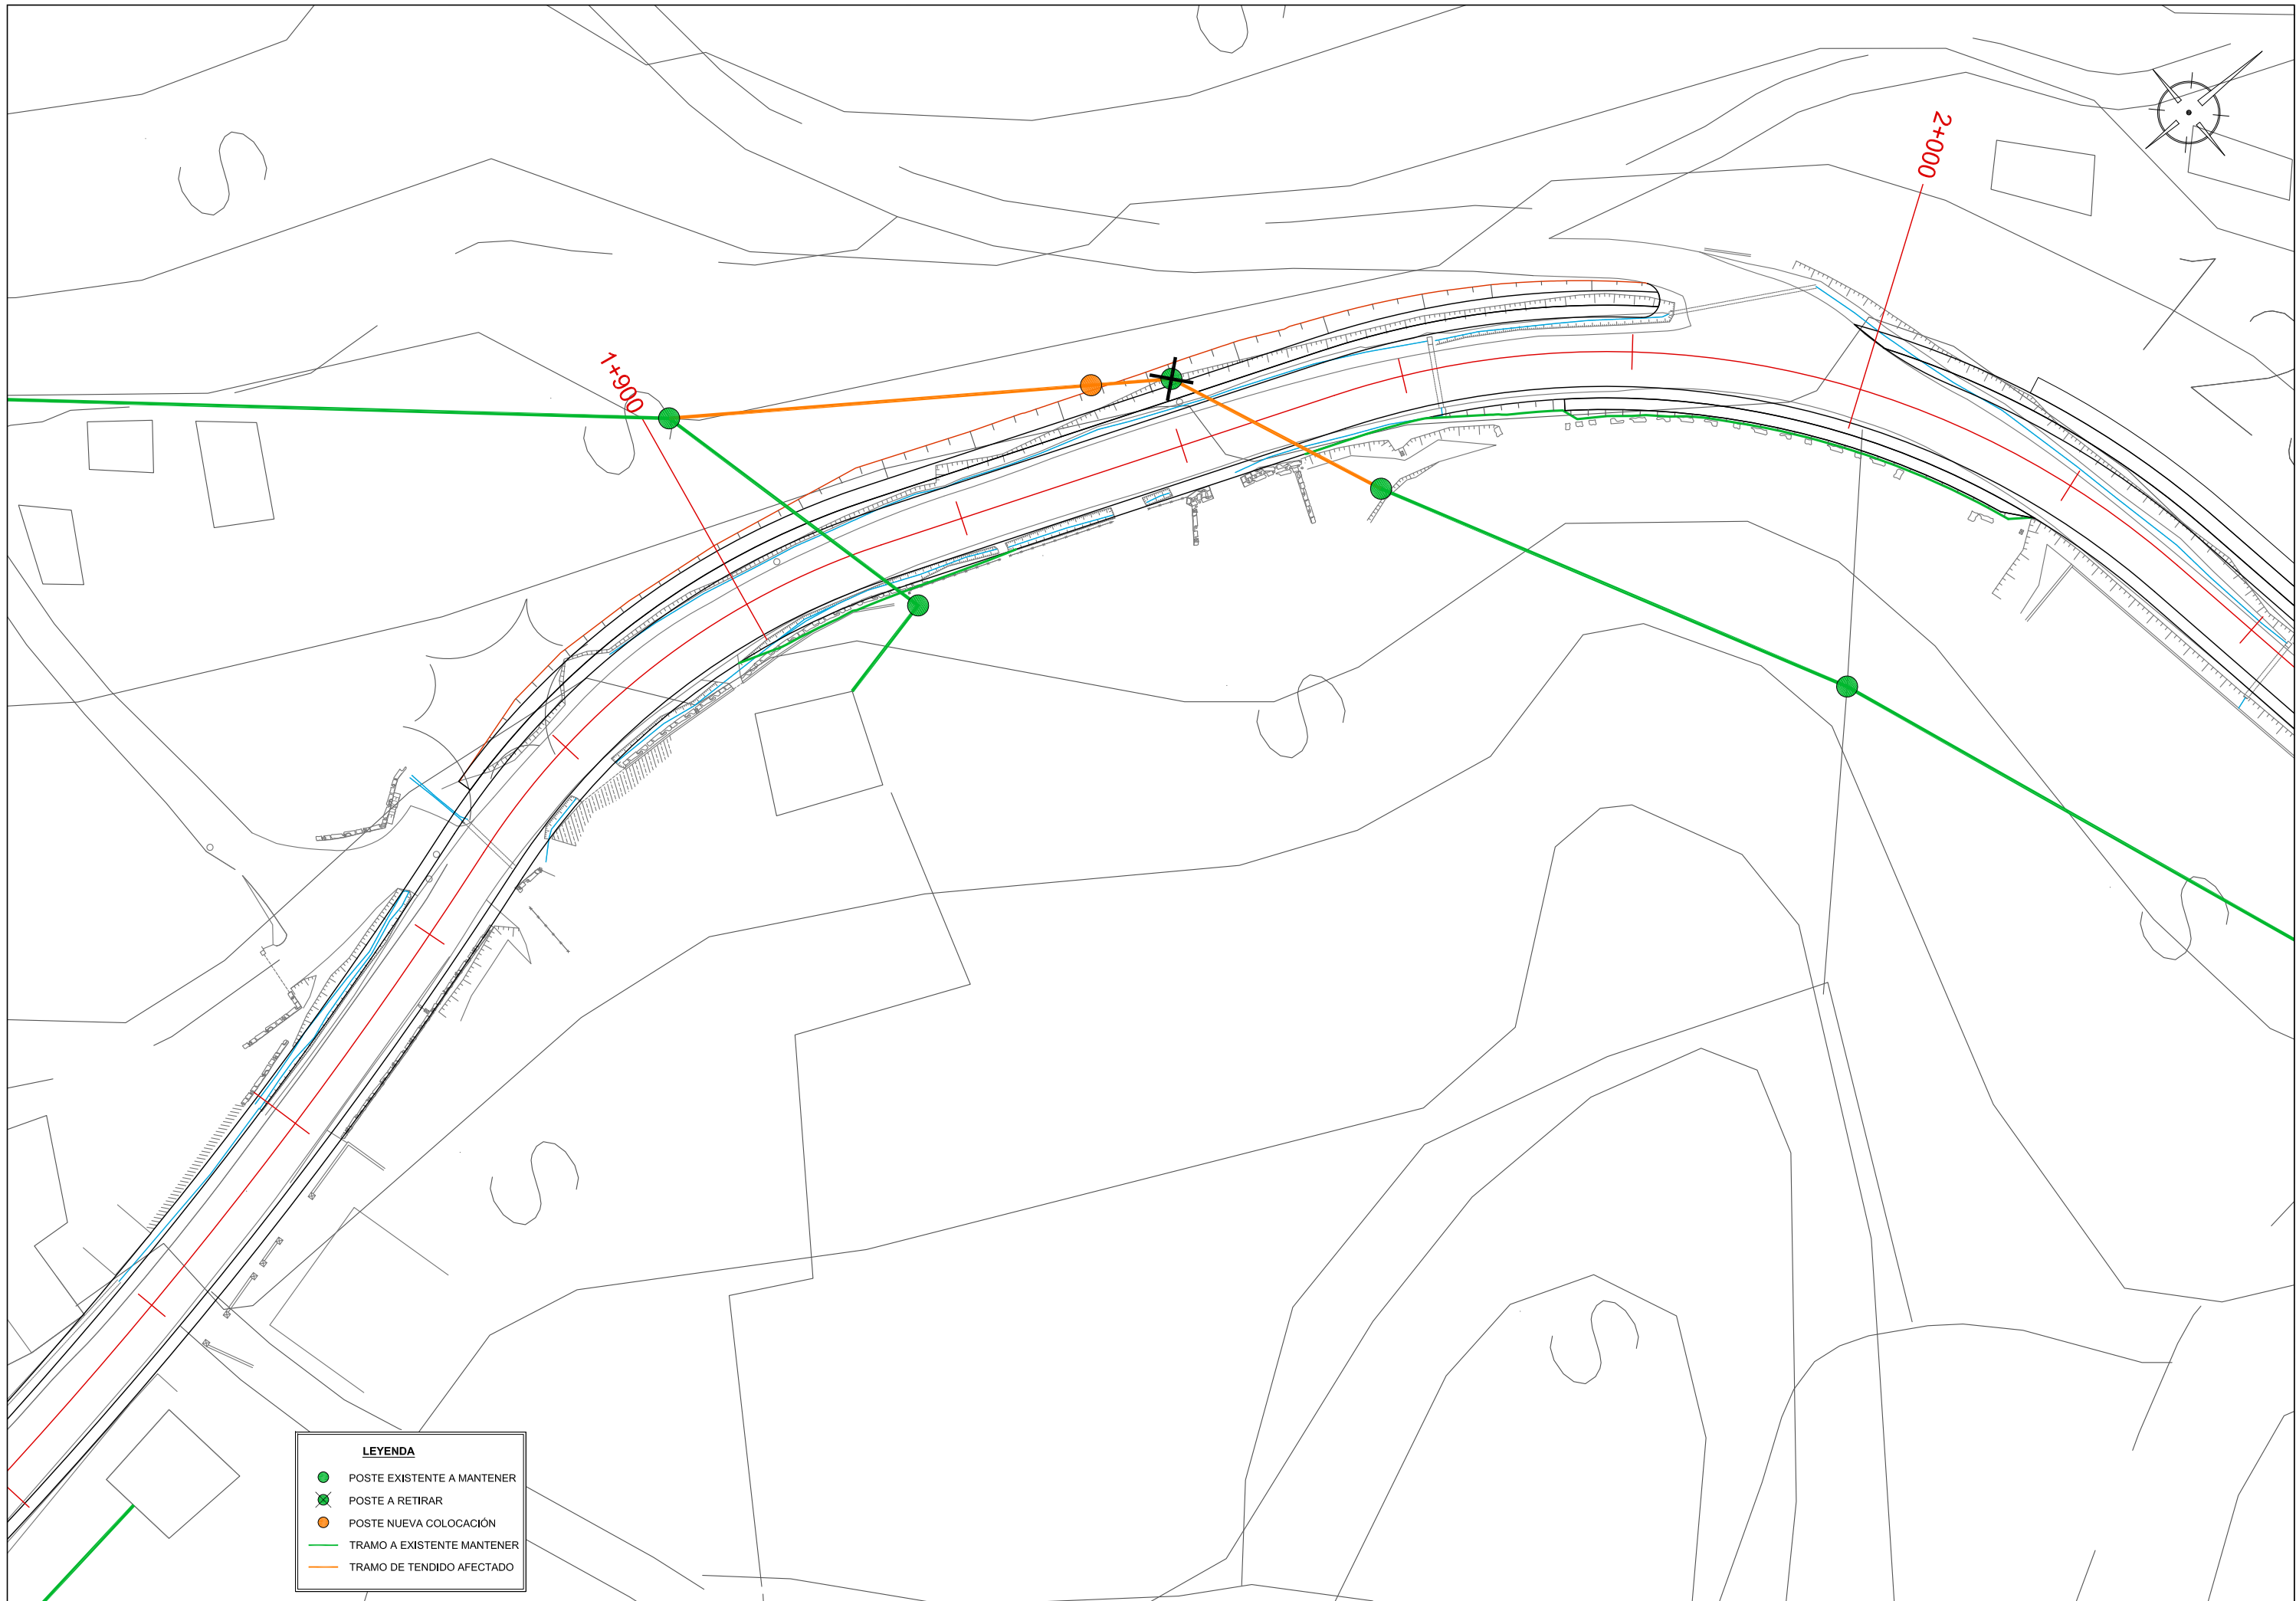 2+000
1+900
LEYENDA
POSTE EXISTENTE A MANTENER
POSTE A RETIRAR
POSTE NUEVA COLOCACIÓN
TRAMO A EXISTENTE MANTENER
TRAMO DE TENDIDO AFECTADO